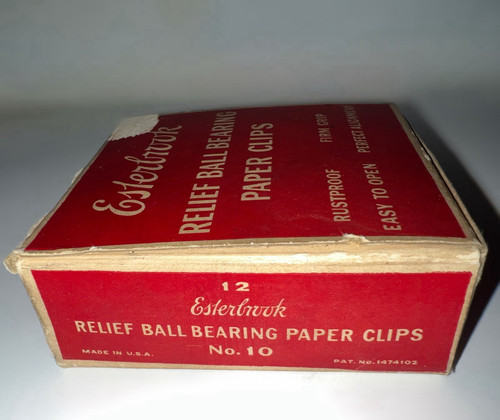 Esterbrook
RELIEF BALL BEARING
PAPER CLIPS
RUSTPROOF FIRM GRIP
EASY TO OPEN PERFECT ALIGNMENT
12
Esterbrook
RELIEF BALL BEARING PAPER CLIPS
MADE IN U.S.A. No. 10 PAT. No. 1474102